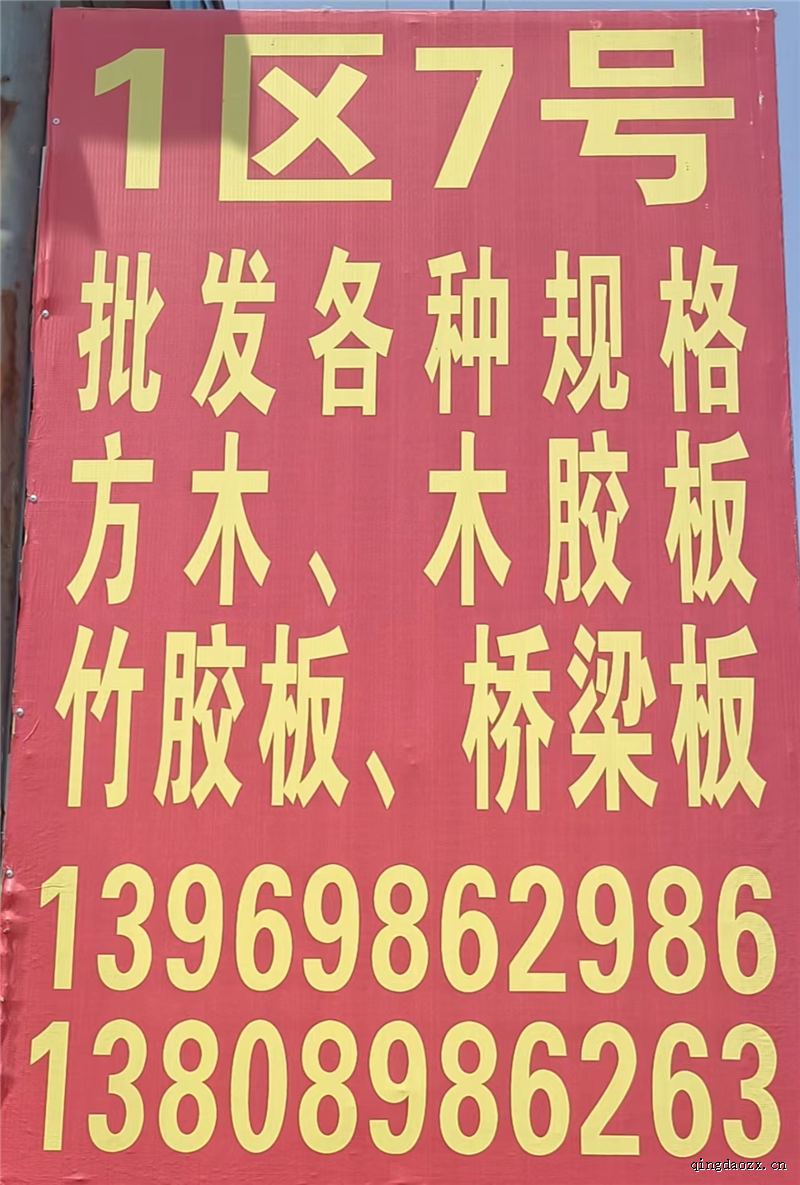 1区7号
批发各种规格
方木、木胶板
竹胶板、桥梁板
13969862986
13808986263
qingdaozx.cn